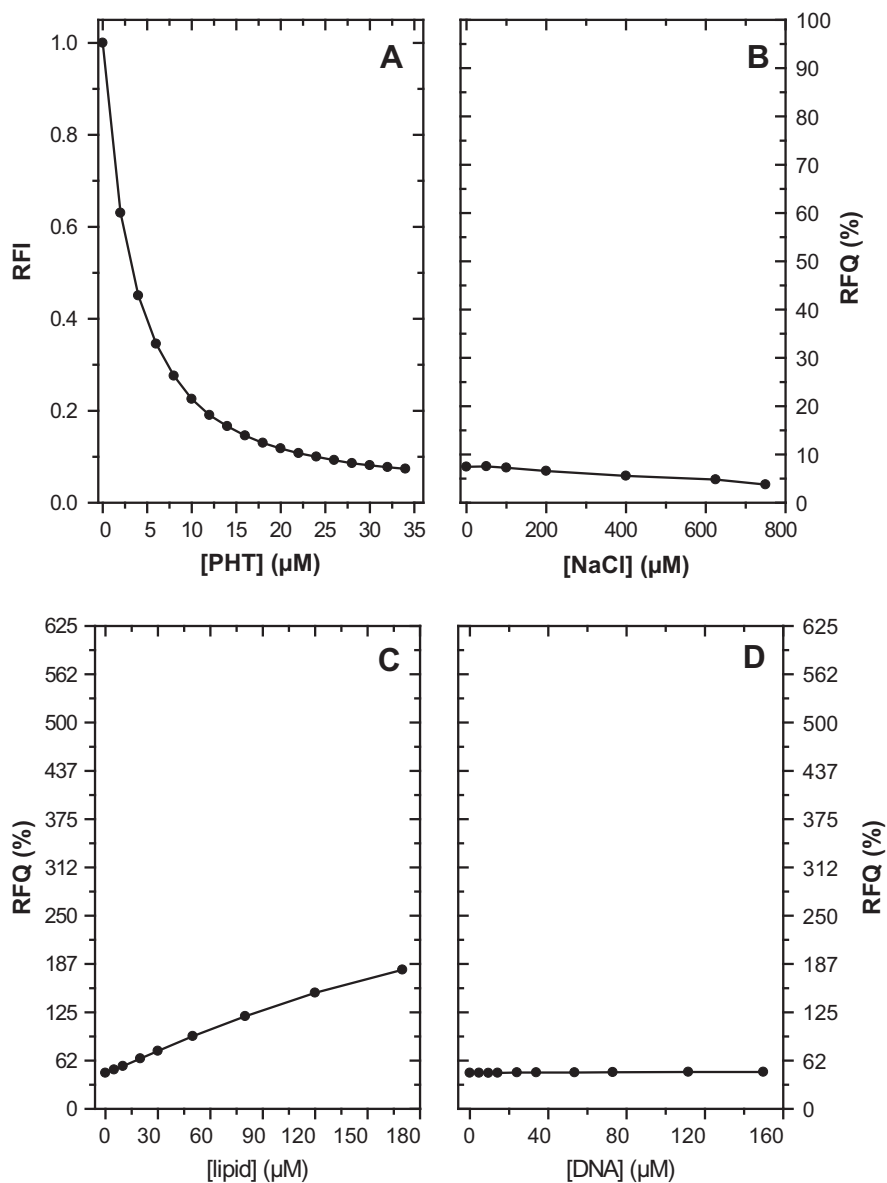 A
1.0
0.8
0.6
0.4
0.2
0.0
RFI
0 5 10 15 20 25 30 35
[PHT] (µM)
B
100
90
80
70
60
50
40
30
20
10
0
RFQ (%)
0 200 400 600 800
[NaCl] (µM)
C
625
562
500
437
375
312
250
187
125
62
0
RFQ (%)
0 30 60 90 120 150 180
[lipid] (µM)
D
625
562
500
437
375
312
250
187
125
62
0
RFQ (%)
0 40 80 120 160
[DNA] (µM)